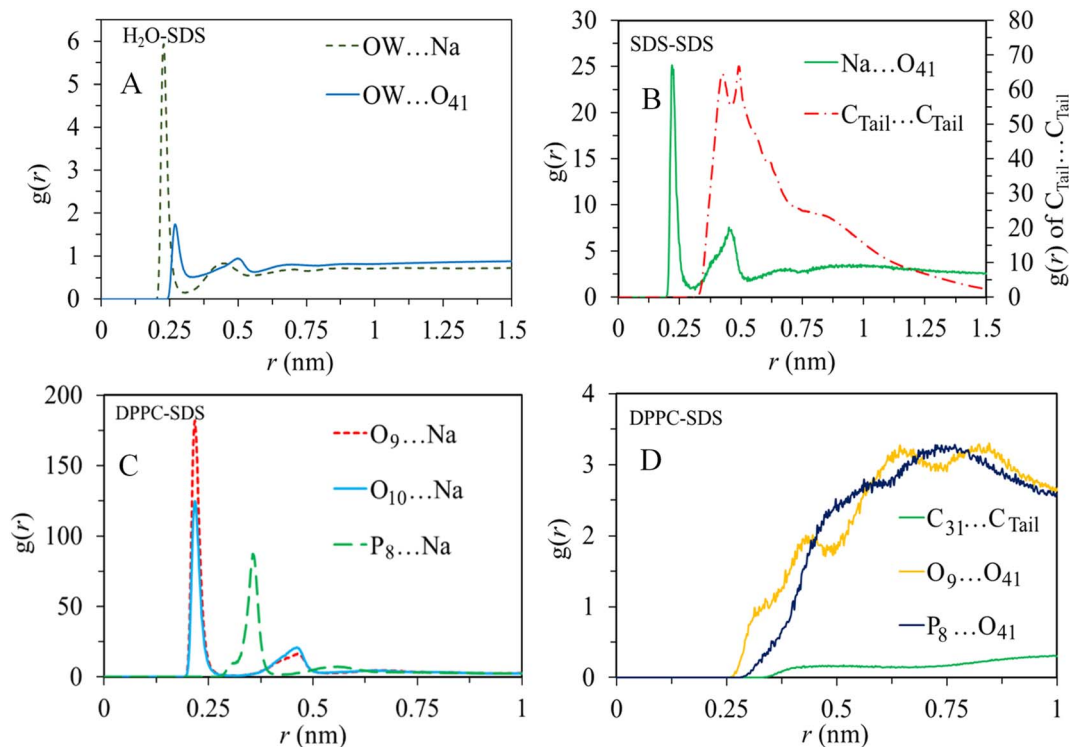 H₂O-SDS
A
OW...Na
OW...O₄₁
g(r)
6
5
4
3
2
1
0
0 0.25 0.5 0.75 1 1.25 1.5
r (nm)
SDS-SDS
B
Na...O₄₁
C_Tail...C_Tail
g(r)
30
25
20
15
10
5
0
80
70
60
50
40
30
20
10
0
g(r) of C_Tail...C_Tail
0 0.25 0.5 0.75 1 1.25 1.5
r (nm)
DPPC-SDS
C
O₉...Na
O₁₀...Na
P₈...Na
g(r)
200
150
100
50
0
0 0.25 0.5 0.75 1
r (nm)
DPPC-SDS
D
C₃₁...C_Tail
O₉...O₄₁
P₈...O₄₁
g(r)
4
3
2
1
0
0 0.25 0.5 0.75 1
r (nm)